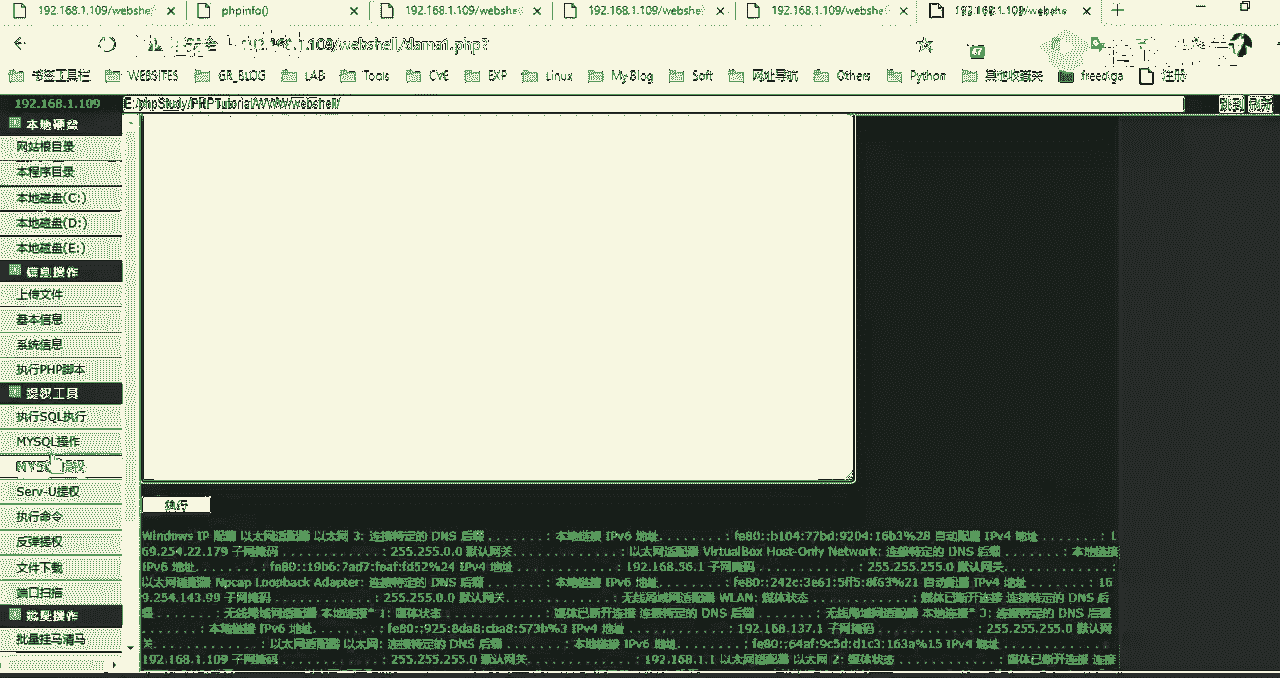 192.168.1.109/webshe
phpinfo()
192.168.1.109/webshe
192.168.1.109/webshe
192.168.1.109/webshe
192.168.1.109/webshe
.109/webshell/dama1.php?
书签工具栏 WEBSITES GR_BLOG LAB Tools CVE EXP Linux My Blog Soft 网址导航 Others Python 其他收藏夹 freediga 注册
192.168.1.109 E:/phpStudy/PHPTutorial/WWW/webshell/
本地硬盘
网站根目录
本程序目录
本地磁盘(C:)
本地磁盘(D:)
本地磁盘(E:)
信息操作
上传文件
基本信息
系统信息
执行PHP脚本
提权工具
执行SQL执行
MYSQL操作
Serv-U提权
执行命令
反弹提权
文件下载
端口扫描
批量挂马清马
执行
Windows IP 配置 以太网适配器 以太网 3: 连接特定的 DNS 后缀 . . . . . . . : 本地链接 IPv6 地址. . . . . . . . : fe80::b104:77bd:9204:16b3%28 自动配置 IPv4 地址 . . . . . . . : 1
69.254.22.179 子网掩码 . . . . . . . . . . . . : 255.255.0.0 默认网关. . . . . . . . . . . . . : 以太网适配器 VirtualBox Host-Only Network: 连接特定的 DNS 后缀 . . . . . . . : 本地链接
IPv6 地址. . . . . . . . : fe80::19b6:7ad7:feaf:fd52%24 IPv4 地址 . . . . . . . . . . . . : 192.168.56.1 子网掩码 . . . . . . . . . . . . : 255.255.255.0 默认网关. . . . . . . . . . . . . :
以太网适配器 Npcap Loopback Adapter: 连接特定的 DNS 后缀 . . . . . . . : 本地链接 IPv6 地址. . . . . . . . : fe80::242c:3e61:5ff5:8f63%21 自动配置 IPv4 地址 . . . . . . . : 16
9.254.143.99 子网掩码 . . . . . . . . . . . . : 255.255.0.0 默认网关. . . . . . . . . . . . . : 无线局域网适配器 WLAN: 媒体状态 . . . . . . . . . . . . : 媒体已断开连接 连接特定的 DNS 后
缀 . . . . . . . : 无线局域网适配器 本地连接* 1: 媒体状态 . . . . . . . . . . . . : 媒体已断开连接 连接特定的 DNS 后缀 . . . . . . . : 无线局域网适配器 本地连接* 3: 连接特定的 DNS 后缀
. . . . . . . : 本地链接 IPv6 地址. . . . . . . . : fe80::925:8da8:cba8:573b%3 IPv4 地址 . . . . . . . . . . . . : 192.168.137.1 子网掩码 . . . . . . . . . . . . : 255.255.255.0 默认网
关. . . . . . . . . . . . . : 以太网适配器 以太网: 连接特定的 DNS 后缀 . . . . . . . : 本地链接 IPv6 地址. . . . . . . . : fe80::64af:9c5d:d1c3:163a%15 IPv4 地址 . . . . . . . . . . . . :
192.168.1.109 子网掩码 . . . . . . . . . . . . : 255.255.255.0 默认网关. . . . . . . . . . . . . : 192.168.1.1 以太网适配器 以太网 2: 媒体状态 . . . . . . . . . . . . : 媒体已断开连接 连接